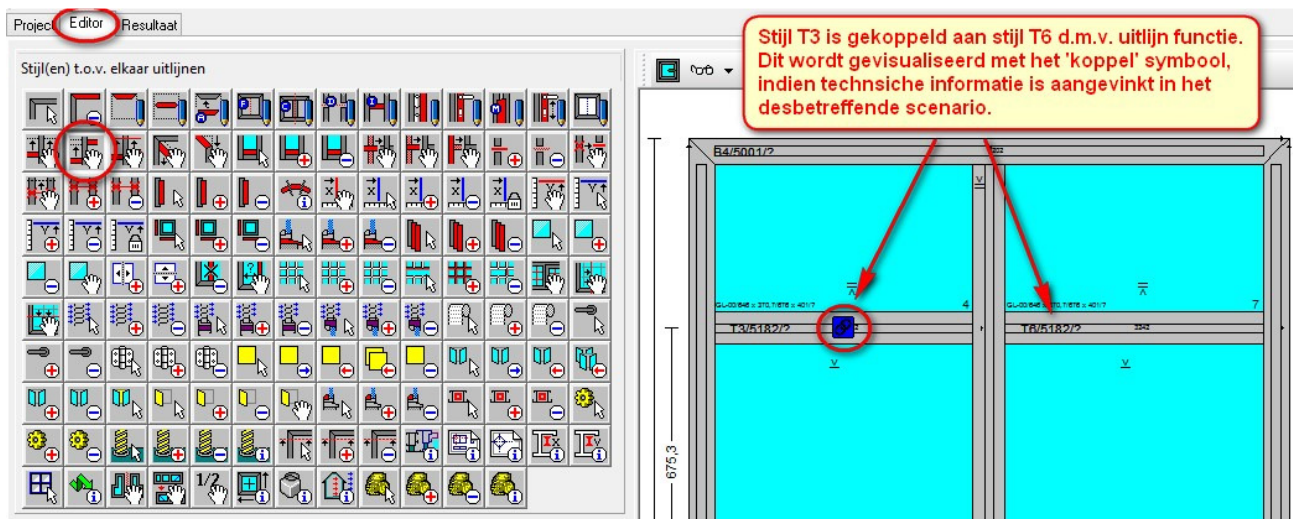 Project Editor Resultaat
Stijl(en) t.o.v. elkaar uitlijnen
Stijl T3 is gekoppeld aan stijl T6 d.m.v. uitlijn functie.
Dit wordt gevisualiseerd met het 'koppel' symbool,
indien technsiche informatie is aangevinkt in het
desbetreffende scenario.
B4/5001/?
4
7
T3/5182/?
T6/5182/?
675,3
1/2